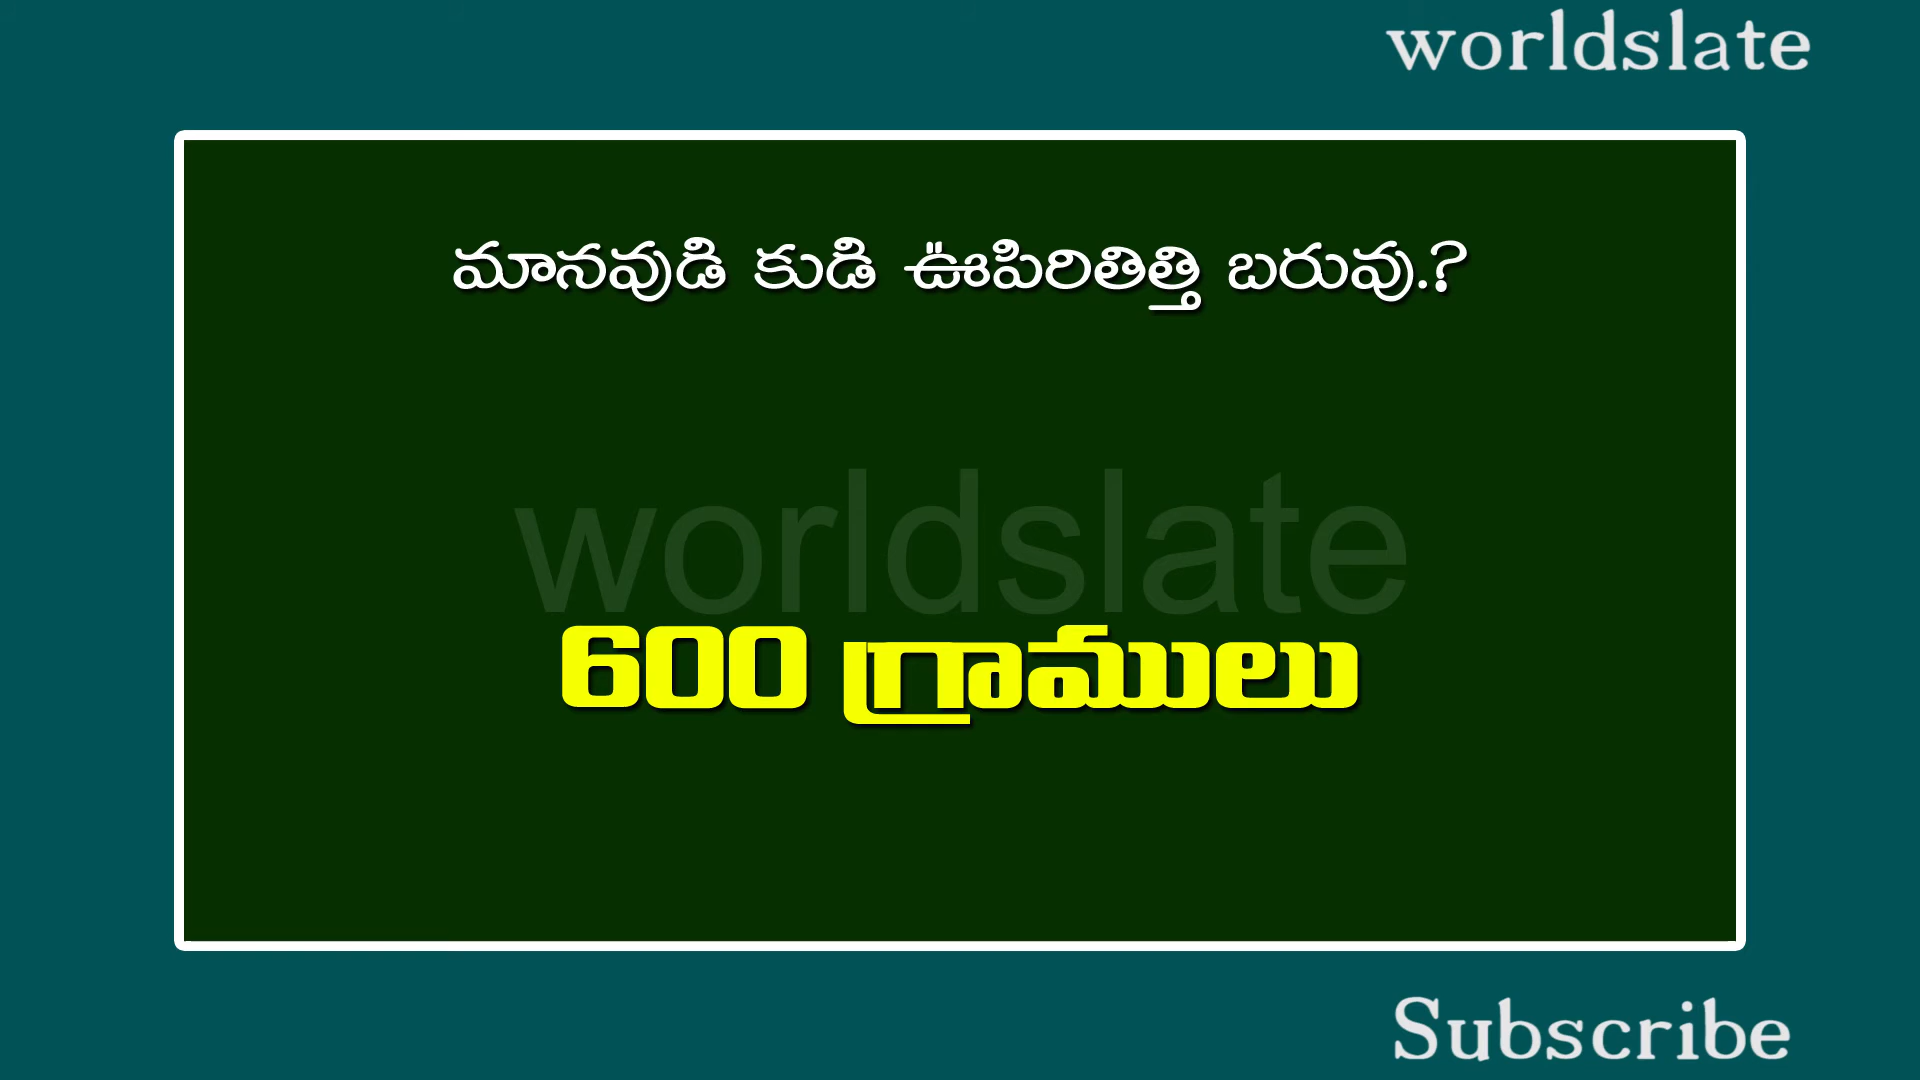 worldslate
మానవుడి కుడి ఊపిరితిత్తి బరువు.?
worldslate
600 గ్రాములు
Subscribe